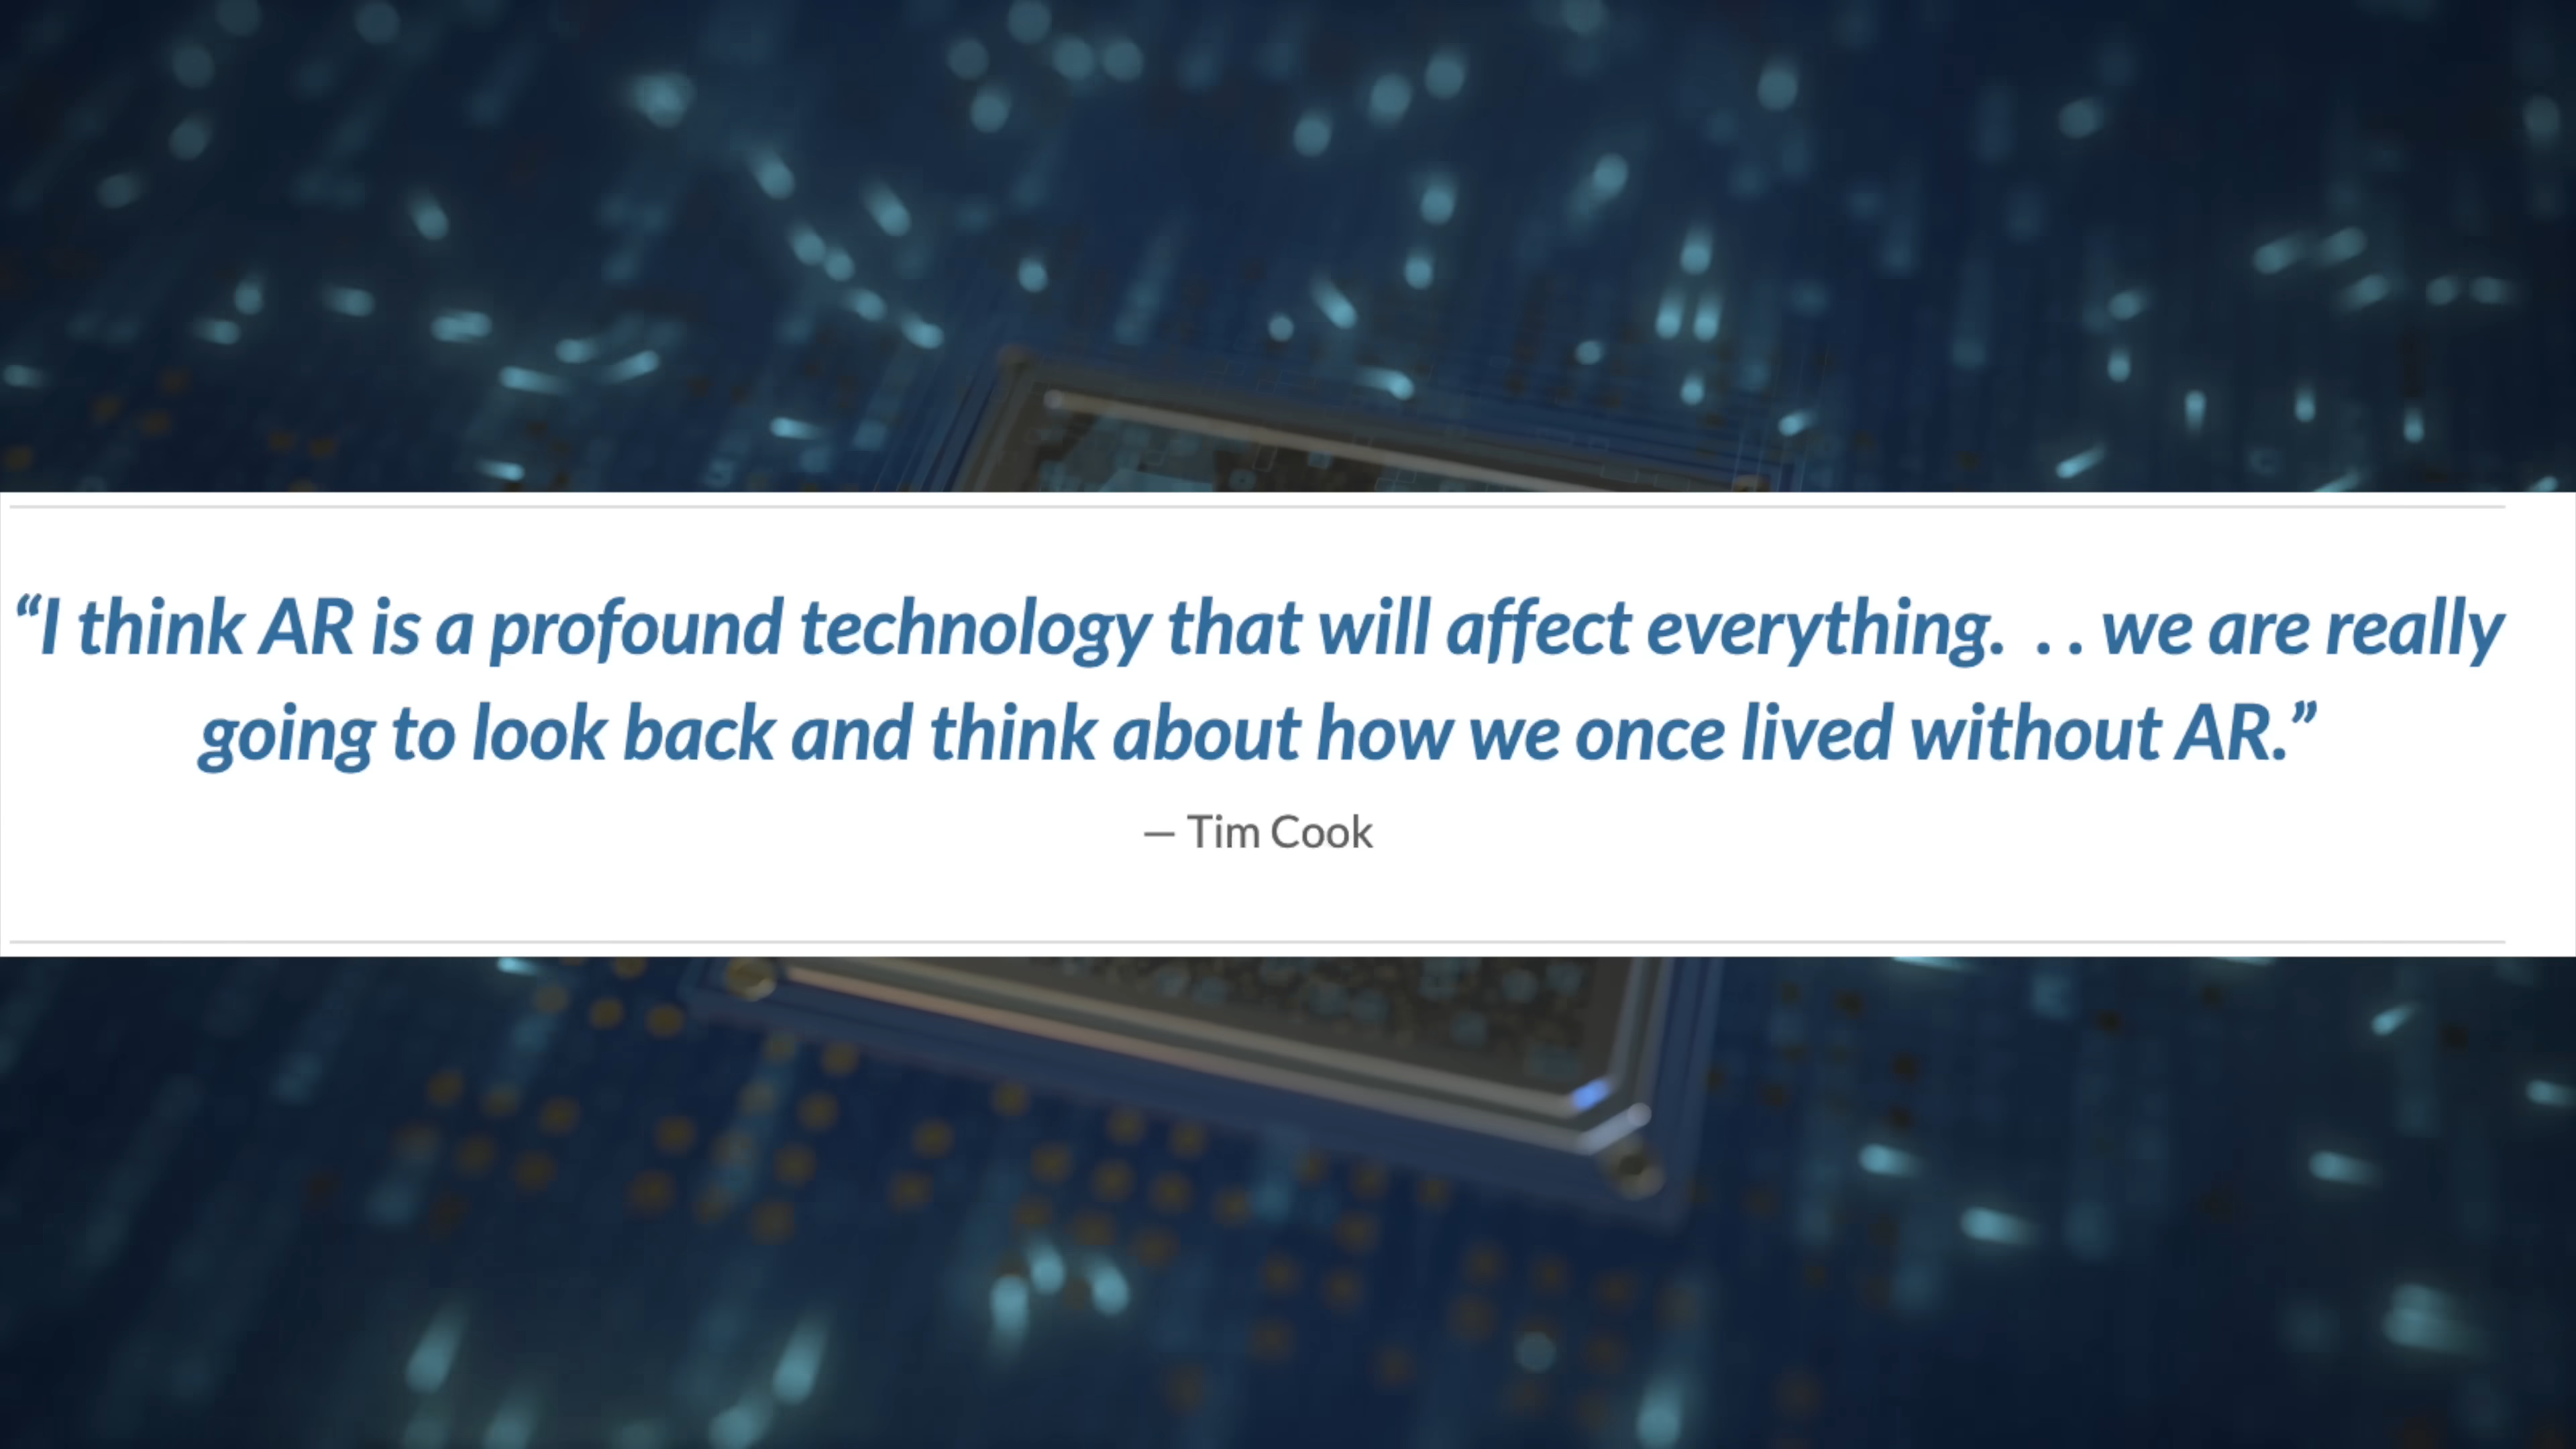 “I think AR is a profound technology that will affect everything. . . we are really
going to look back and think about how we once lived without AR.”
— Tim Cook